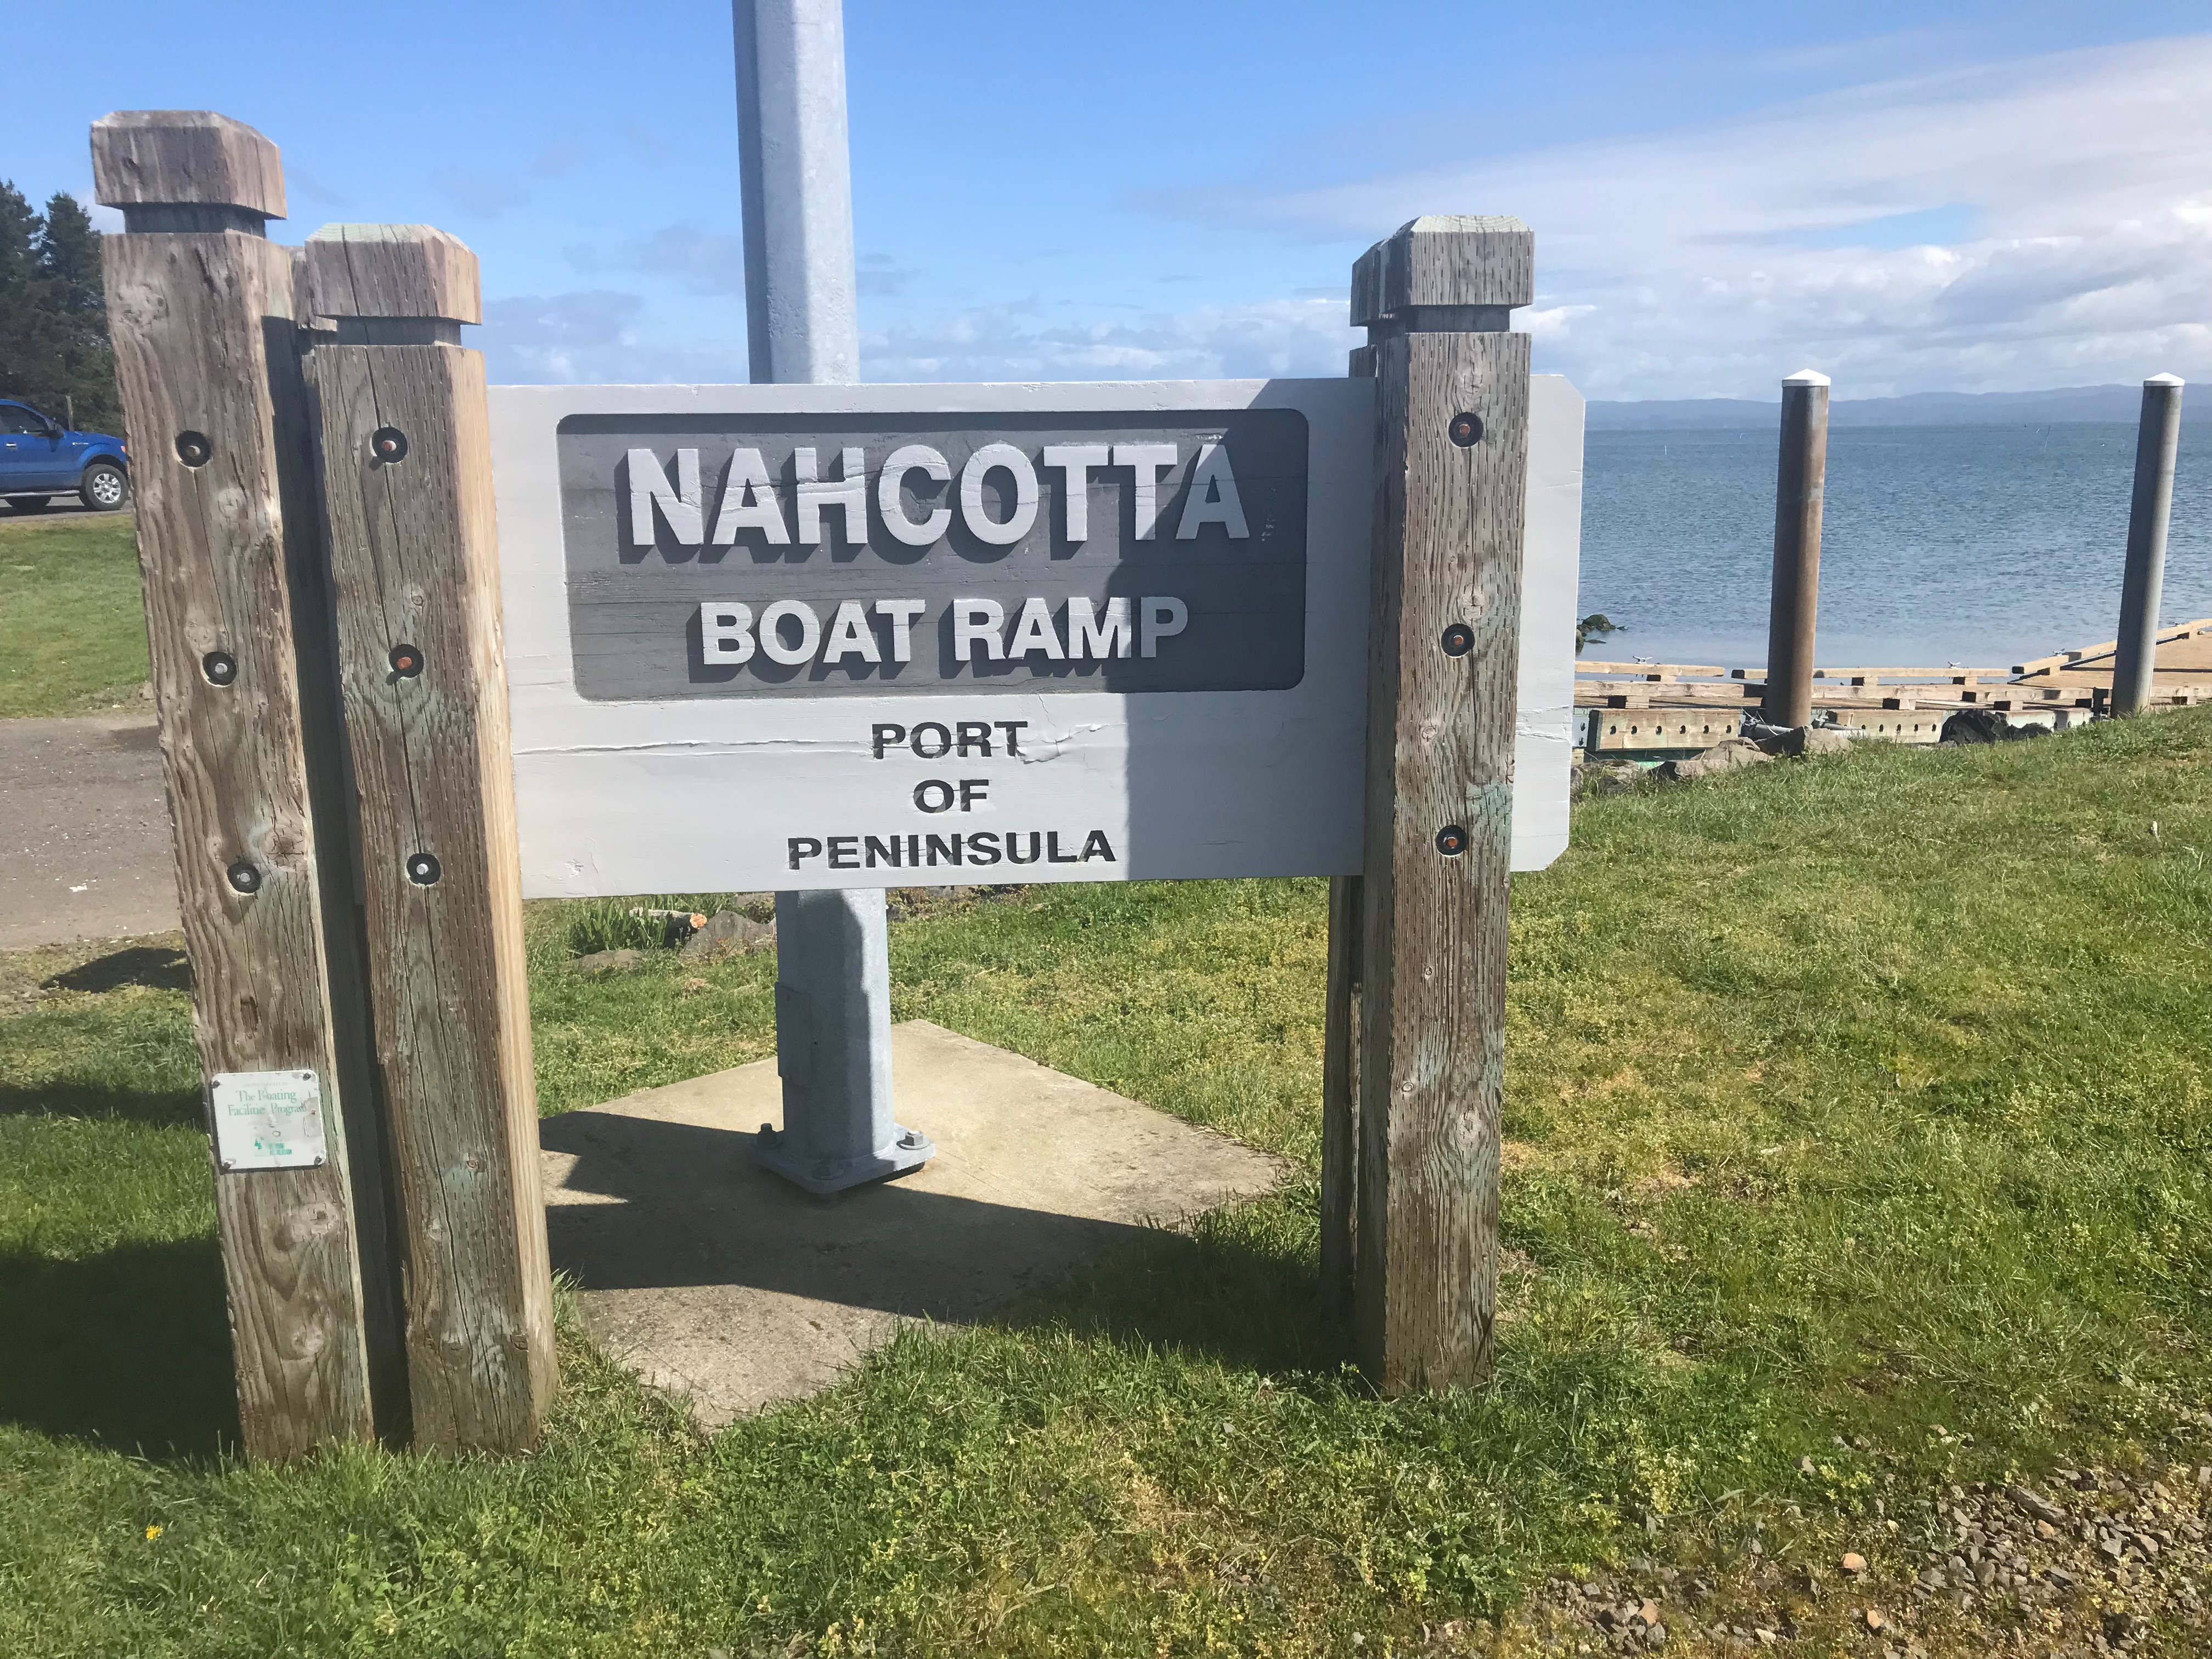 NAHCOTTA
BOAT RAMP
PORT
OF
PENINSULA
The Boating
Facilities Program